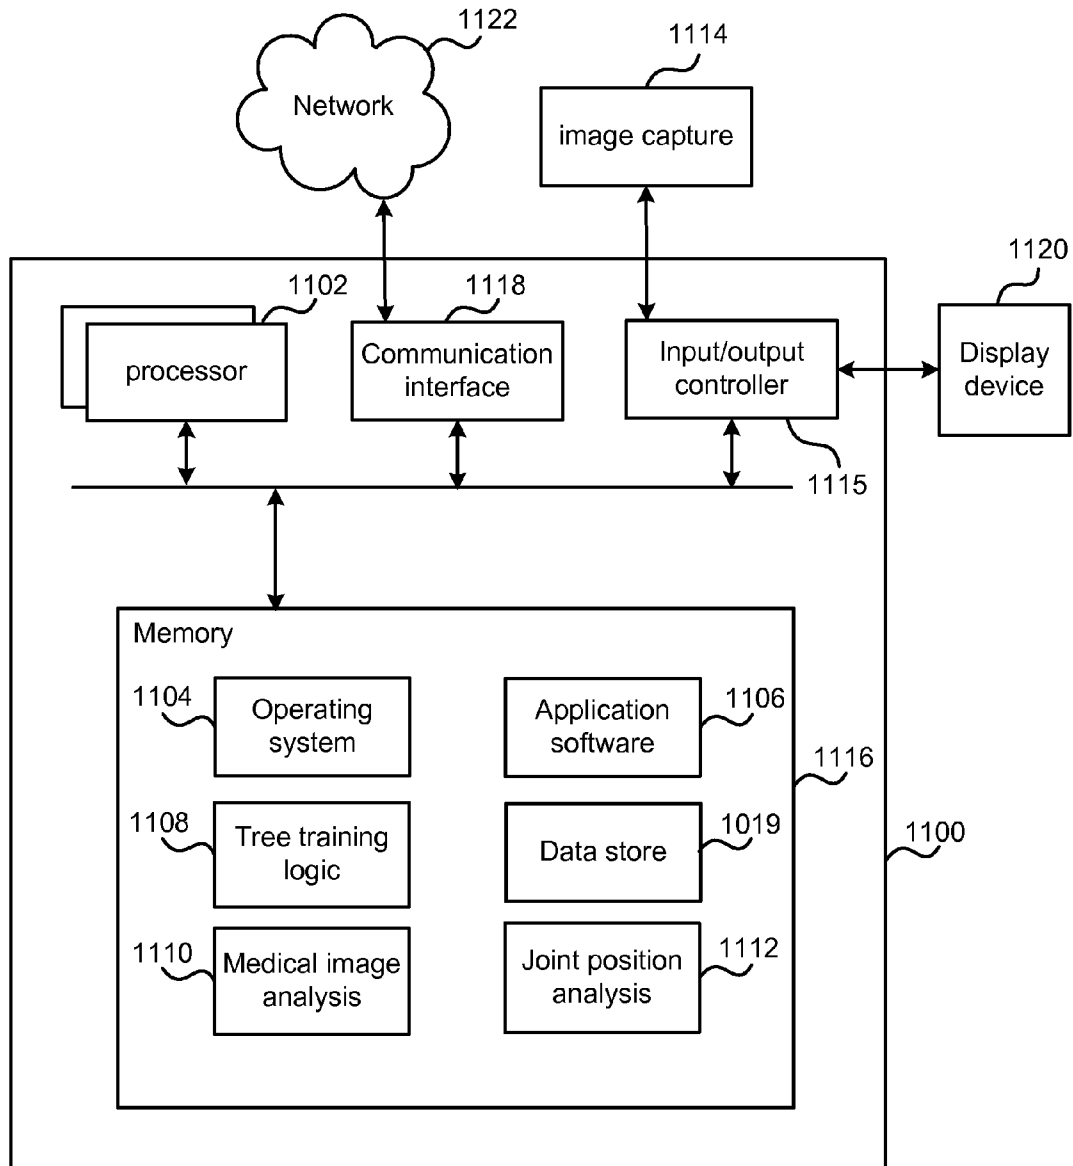 1122
Network
1114
image capture
1120
Display
device
1102
processor
1118
Communication
interface
Input/output
controller
1115
Memory
1104
Operating
system
Application
software
1106
1116
1108
Tree training
logic
Data store
1019
1100
1110
Medical image
analysis
Joint position
analysis
1112